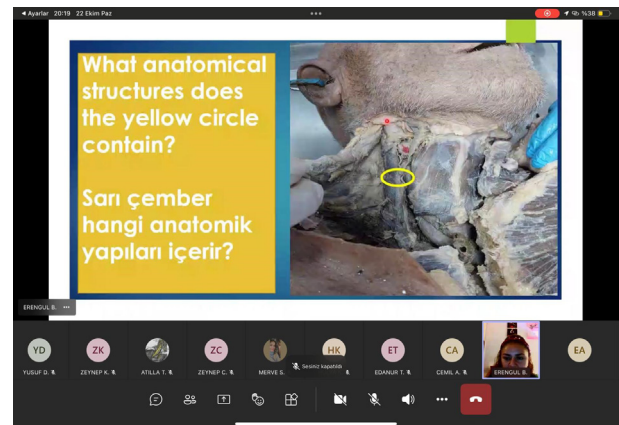 ◀ Ayarlar 20:19 22 Ekim Paz
%38
What anatomical
structures does
the yellow circle
contain?
Sarı çember
hangi anatomik
yapıları içerir?
ERENGUL B.
YD
ZK
ZC
HK
ET
CA
EA
YUSUF D.
ZEYNEP K.
ATILLA T.
ZEYNEP C.
MERVE S.
Sesiniz kapatıldı
EDANUR T.
CEMIL A.
ERENGUL B.